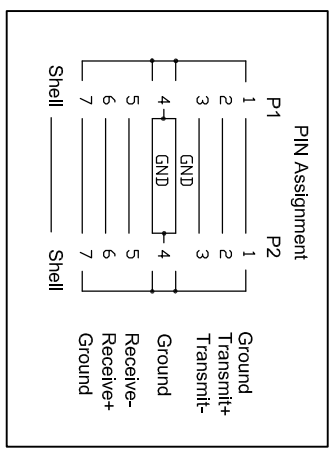 PIN Assignment
P1 P2
1 1 Ground
2 2 Transmit+
3 3 Transmit-
GND
4 4 Ground
GND
5 5 Receive-
6 6 Receive+
7 7 Ground
Shell Shell